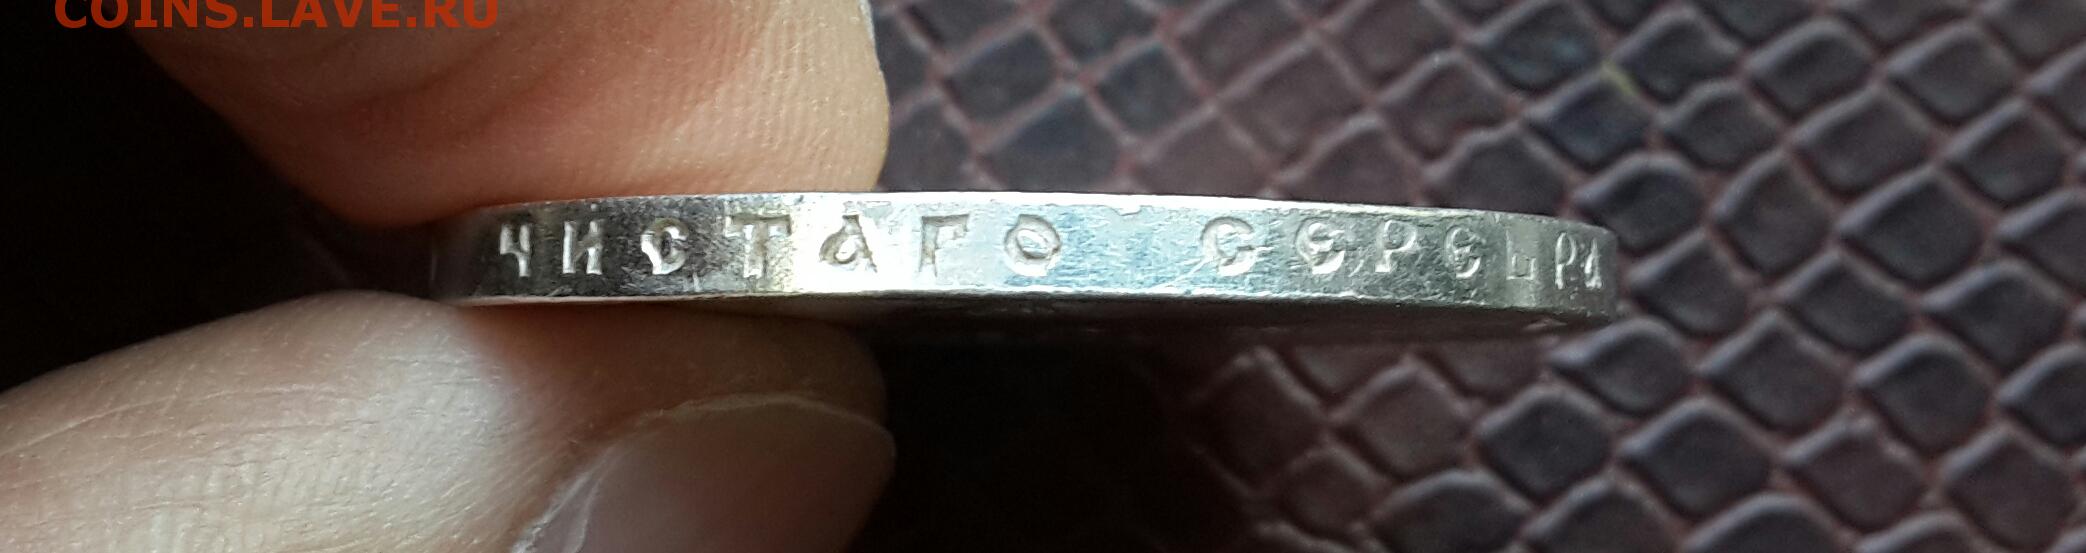 COINS.LAVE.RU
ЧИСТАГО СЕРЕБРА